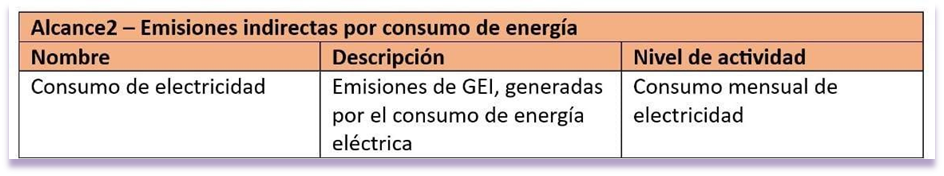 Alcance2 – Emisiones indirectas por consumo de energía
Nombre Descripción Nivel de actividad
Consumo de electricidad Emisiones de GEI, generadas Consumo mensual de
por el consumo de energía electricidad
eléctrica